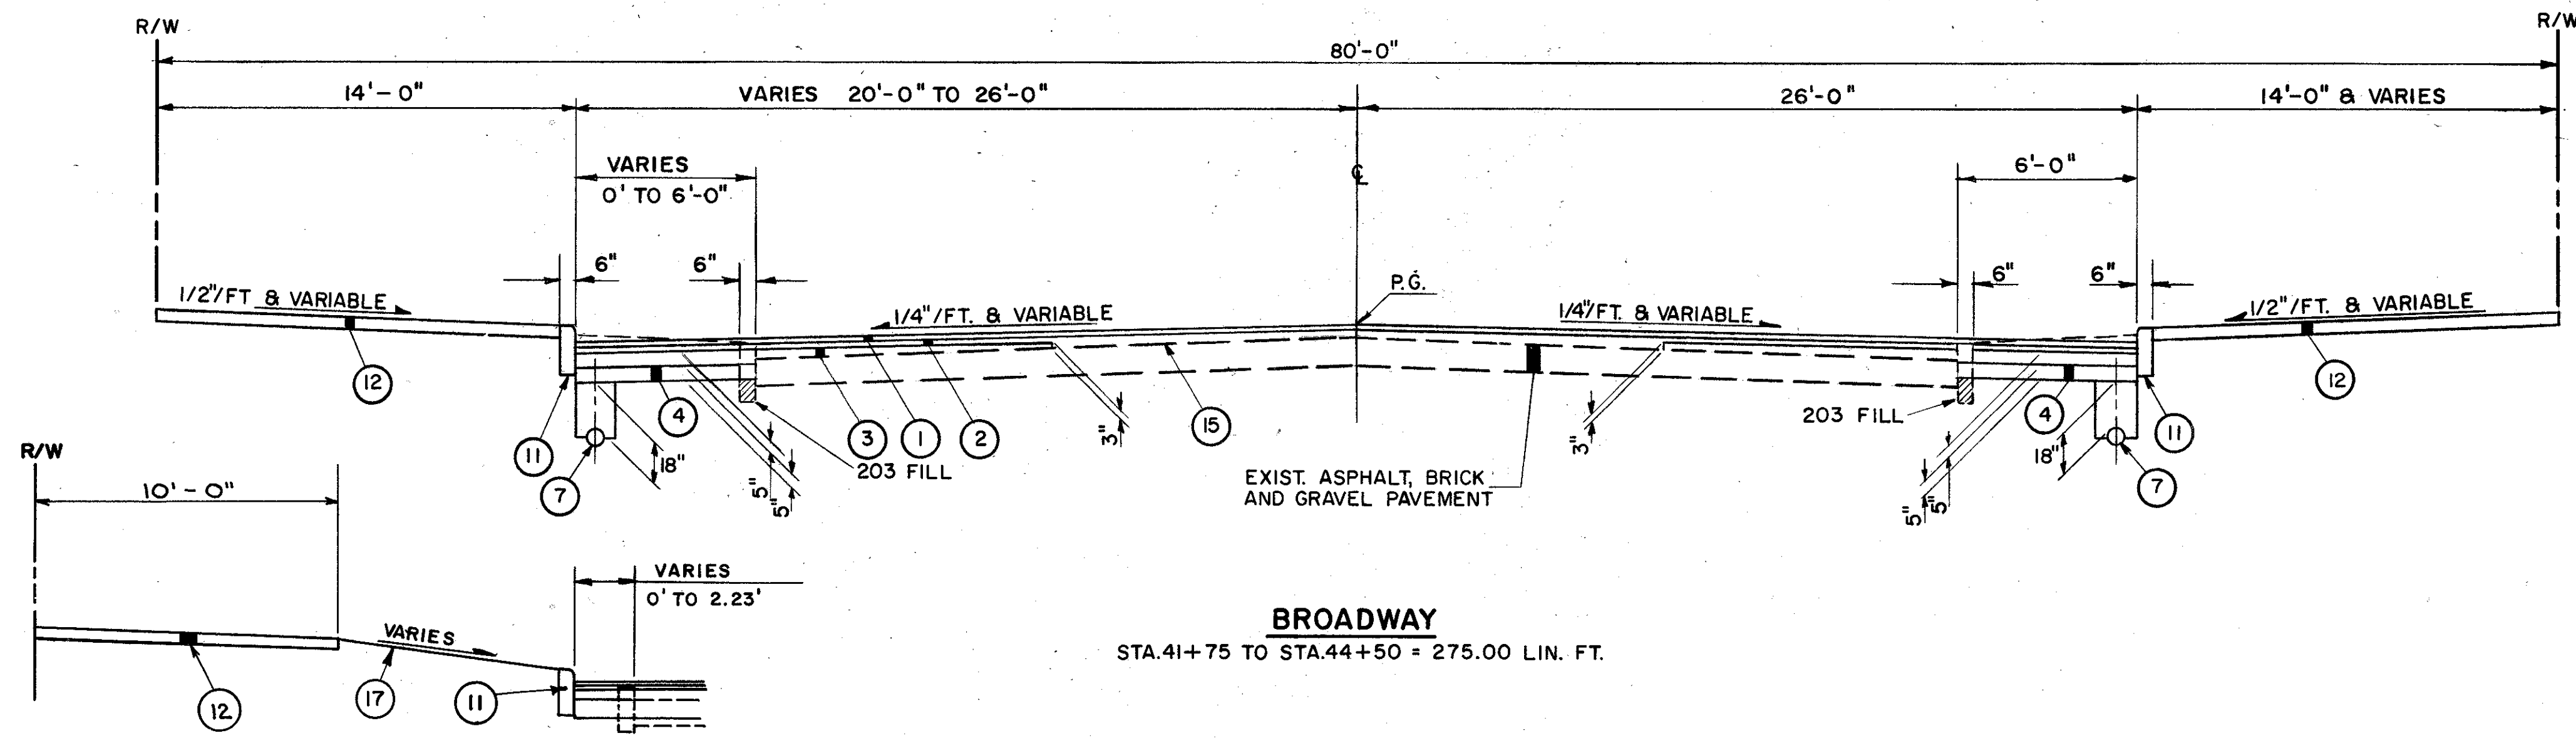 R/W
R/W
80'-0"
14'-0"
VARIES 20'-0" TO 26'-0"
26'-0"
14'-0" & VARIES
VARIES
0' TO 6'-0"
℄
6'-0"
6"
6"
6"
6"
P.G.
1/2"/FT & VARIABLE
1/4"/FT. & VARIABLE
1/4"/FT. & VARIABLE
1/2"/FT. & VARIABLE
12
12
4
3
1
2
3"
15
3"
203 FILL
4
11
11
7
18"
5"
5"
203 FILL
EXIST. ASPHALT, BRICK
AND GRAVEL PAVEMENT
18"
5"
5"
7
R/W
10'-0"
VARIES
0' TO 2.23'
VARIES
12
17
11
BROADWAY
STA.41+75 TO STA.44+50 = 275.00 LIN. FT.